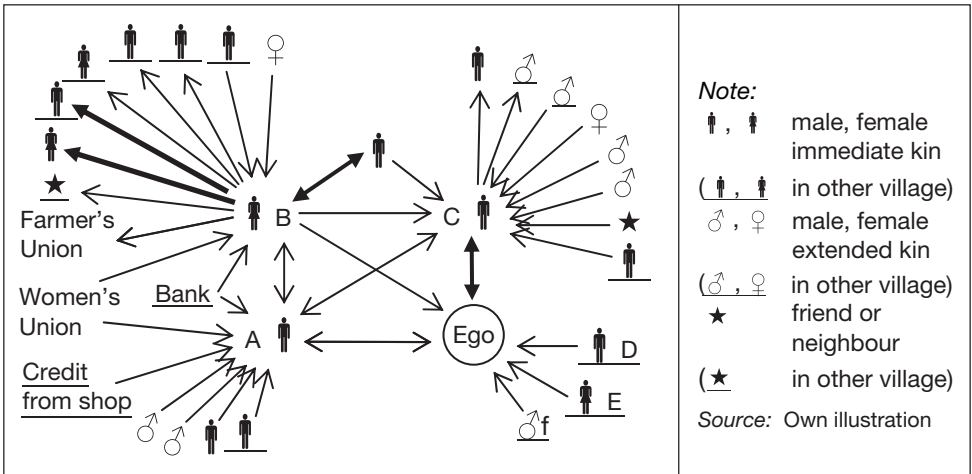 Farmer's
Union
Women's
Union
Bank
Credit
from shop
B
C
A
Ego
D
E
f
Note:
, male, female
immediate kin
( , in other village)
, male, female
extended kin
( , in other village)
friend or
neighbour
( in other village)
Source: Own illustration